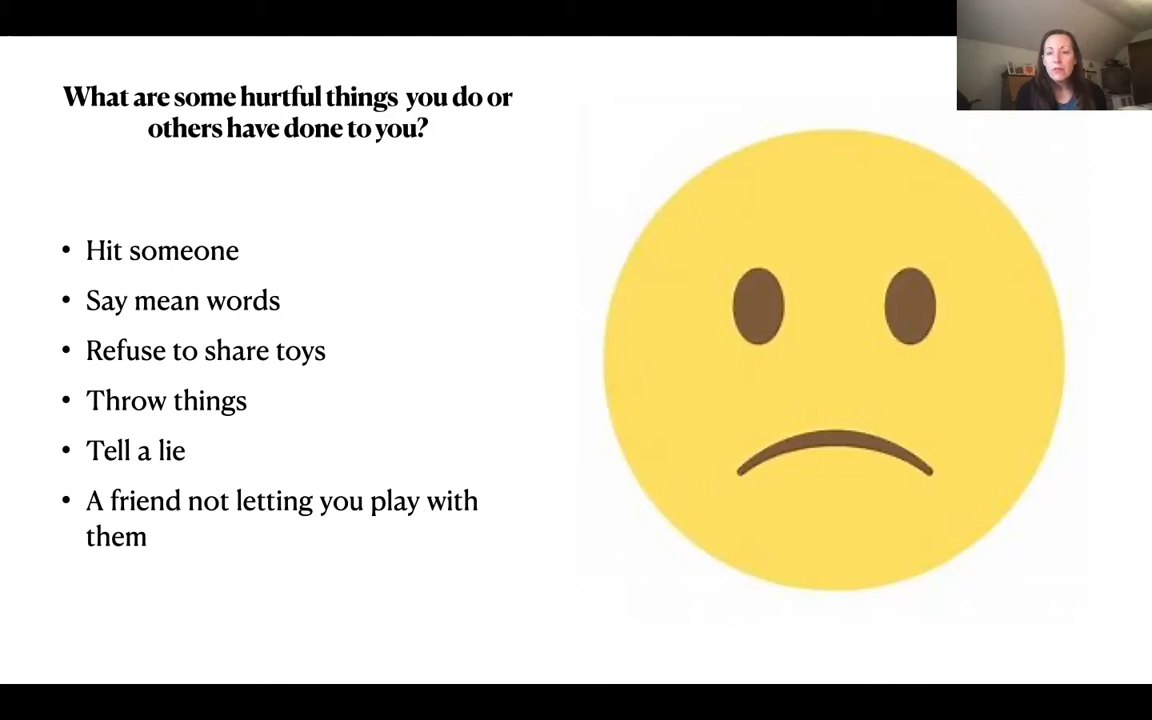 What are some hurtful things you do or
others have done to you?
• Hit someone
• Say mean words
• Refuse to share toys
• Throw things
• Tell a lie
• A friend not letting you play with
them